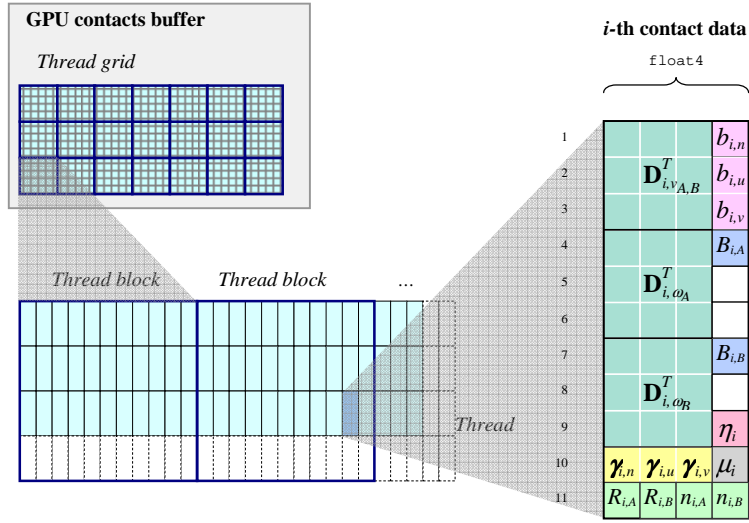 GPU contacts buffer
Thread grid
Thread block
Thread block
...
Thread
i-th contact data
float4
1
2
3
4
5
6
7
8
9
10
11
D^T_{i,v_{A,B}}
b_{i,n}
b_{i,u}
b_{i,v}
D^T_{i,ω_A}
B_{i,A}
D^T_{i,ω_B}
B_{i,B}
η_i
γ_{i,n} γ_{i,u} γ_{i,v} μ_i
R_{i,A} R_{i,B} n_{i,A} n_{i,B}